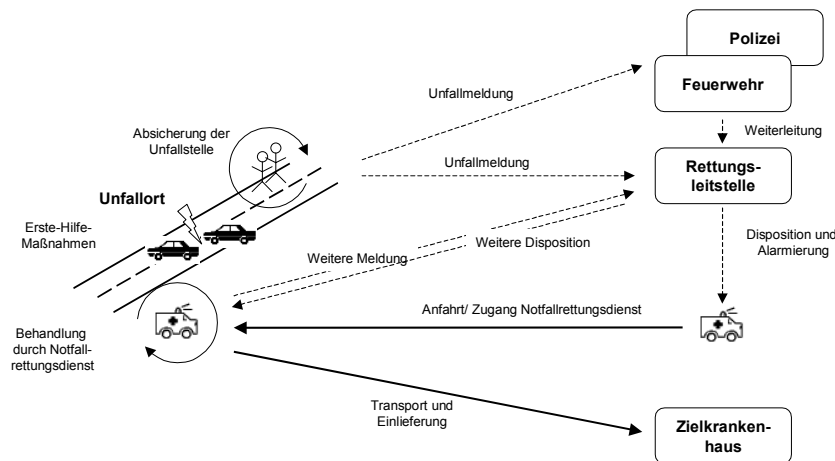 Polizei
Feuerwehr
Unfallmeldung
Weiterleitung
Absicherung der
Unfallstelle
Unfallmeldung
Rettungs-
leitstelle
Unfallort
Erste-Hilfe-
Maßnahmen
Weitere Disposition
Weitere Meldung
Disposition und
Alarmierung
Anfahrt/ Zugang Notfallrettungsdienst
Behandlung
durch Notfall-
rettungsdienst
Transport und
Einlieferung
Zielkranken-
haus